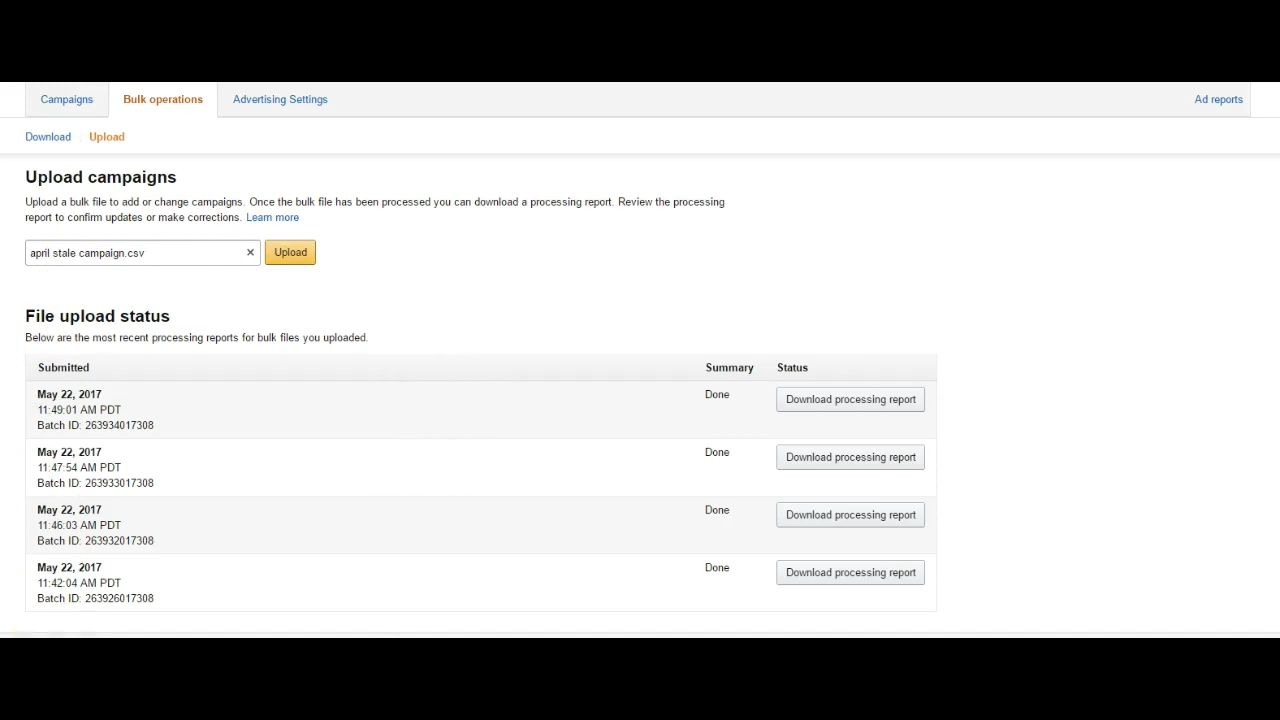 Campaigns Bulk operations Advertising Settings Ad reports
Download Upload
Upload campaigns
Upload a bulk file to add or change campaigns. Once the bulk file has been processed you can download a processing report. Review the processing
report to confirm updates or make corrections. Learn more
april stale campaign.csv × Upload
File upload status
Below are the most recent processing reports for bulk files you uploaded.
Submitted Summary Status
May 22, 2017 Done Download processing report
11:49:01 AM PDT
Batch ID: 263934017308
May 22, 2017 Done Download processing report
11:47:54 AM PDT
Batch ID: 263933017308
May 22, 2017 Done Download processing report
11:46:03 AM PDT
Batch ID: 263932017308
May 22, 2017 Done Download processing report
11:42:04 AM PDT
Batch ID: 263926017308